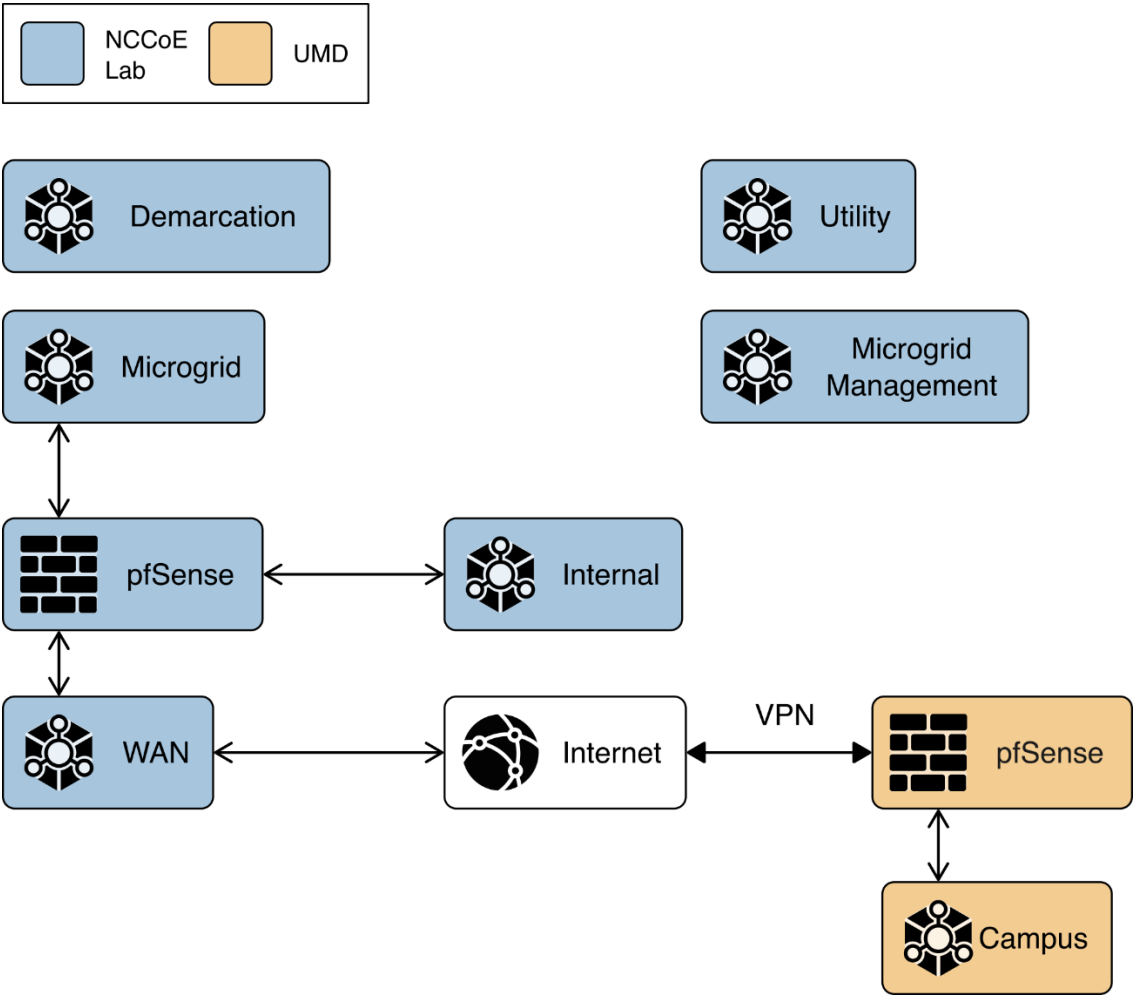 NCCoE
Lab
UMD
Demarcation
Utility
Microgrid
Microgrid
Management
pfSense
Internal
WAN
Internet
VPN
pfSense
Campus